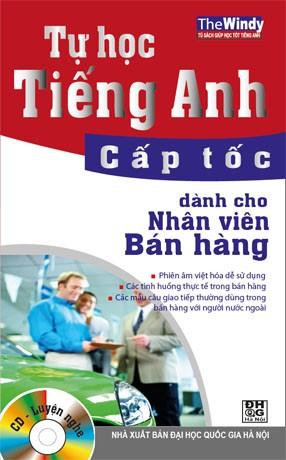 TheWindy
TỦ SÁCH GIÚP HỌC TỐT TIẾNG ANH
Tự học
Tiếng Anh
Cấp tốc
dành cho
Nhân viên
Bán hàng
Phiên âm việt hóa dễ sử dụng
Các tình huống thực tế trong bán hàng
Các mẫu câu giao tiếp thường dùng trong
bán hàng với người nước ngoài
CD - Luyện nghe
ĐH
QG
Hà Nội
NHÀ XUẤT BẢN ĐẠI HỌC QUỐC GIA HÀ NỘI